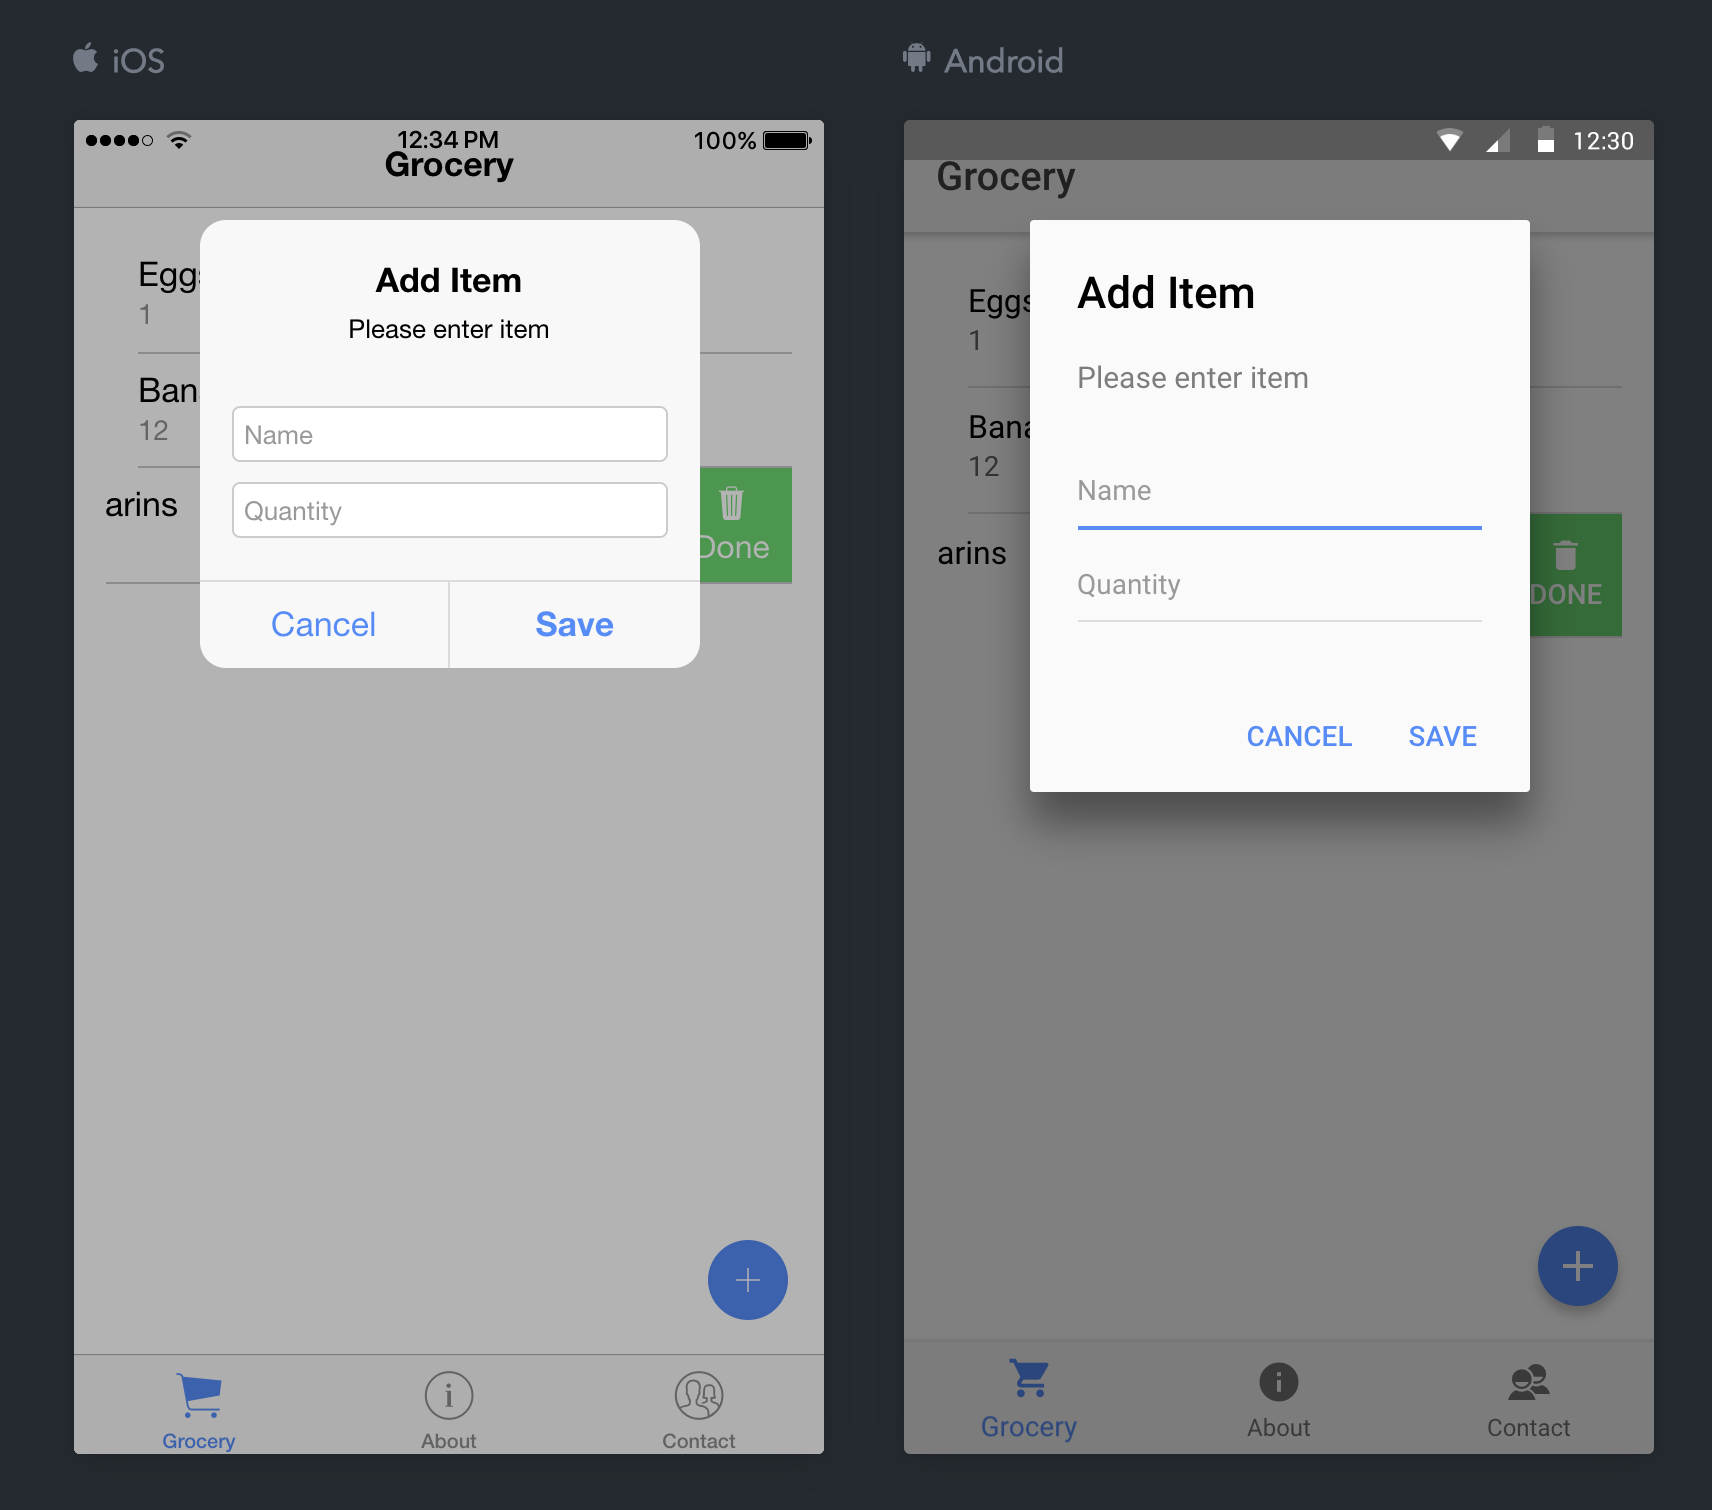 iOS
12:34 PM
100%
Grocery
Eggs
1
Add Item
Please enter item
Bana
12
Name
arins
Quantity
Done
Cancel
Save
Grocery
About
Contact
Android
12:30
Grocery
Eggs
1
Add Item
Please enter item
Bana
12
Name
arins
Quantity
DONE
CANCEL
SAVE
Grocery
About
Contact